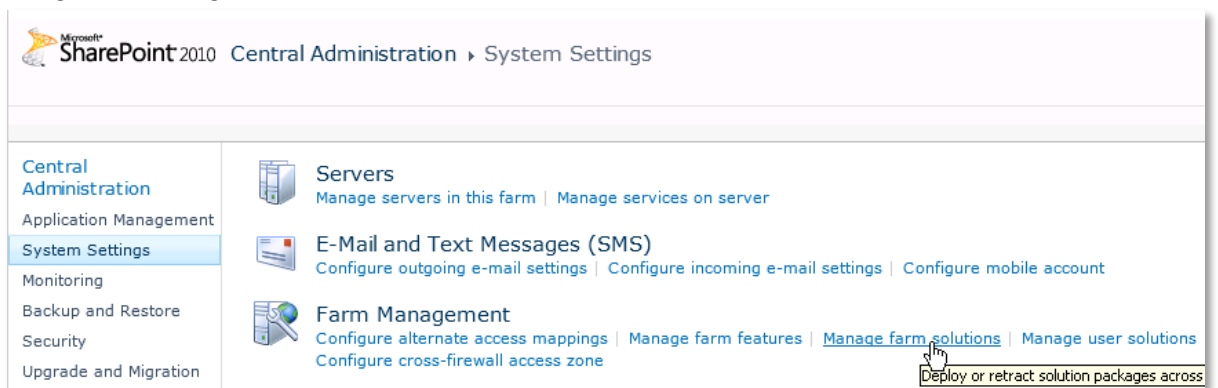 Microsoft®
SharePoint 2010 Central Administration ▸ System Settings
Central
Administration
Application Management
System Settings
Monitoring
Backup and Restore
Security
Upgrade and Migration
Servers
Manage servers in this farm | Manage services on server
E-Mail and Text Messages (SMS)
Configure outgoing e-mail settings | Configure incoming e-mail settings | Configure mobile account
Farm Management
Configure alternate access mappings | Manage farm features | Manage farm solutions | Manage user solutions
Configure cross-firewall access zone
Deploy or retract solution packages across